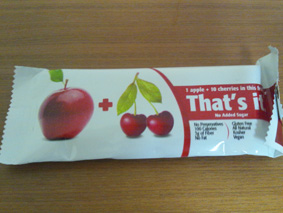 1 apple + 10 cherries in this b
That's it
No Added Sugar
No Preservatives
100 Calories
3g of Fiber
No Fat
Gluten Free
All Natural
Kosher
Vegan